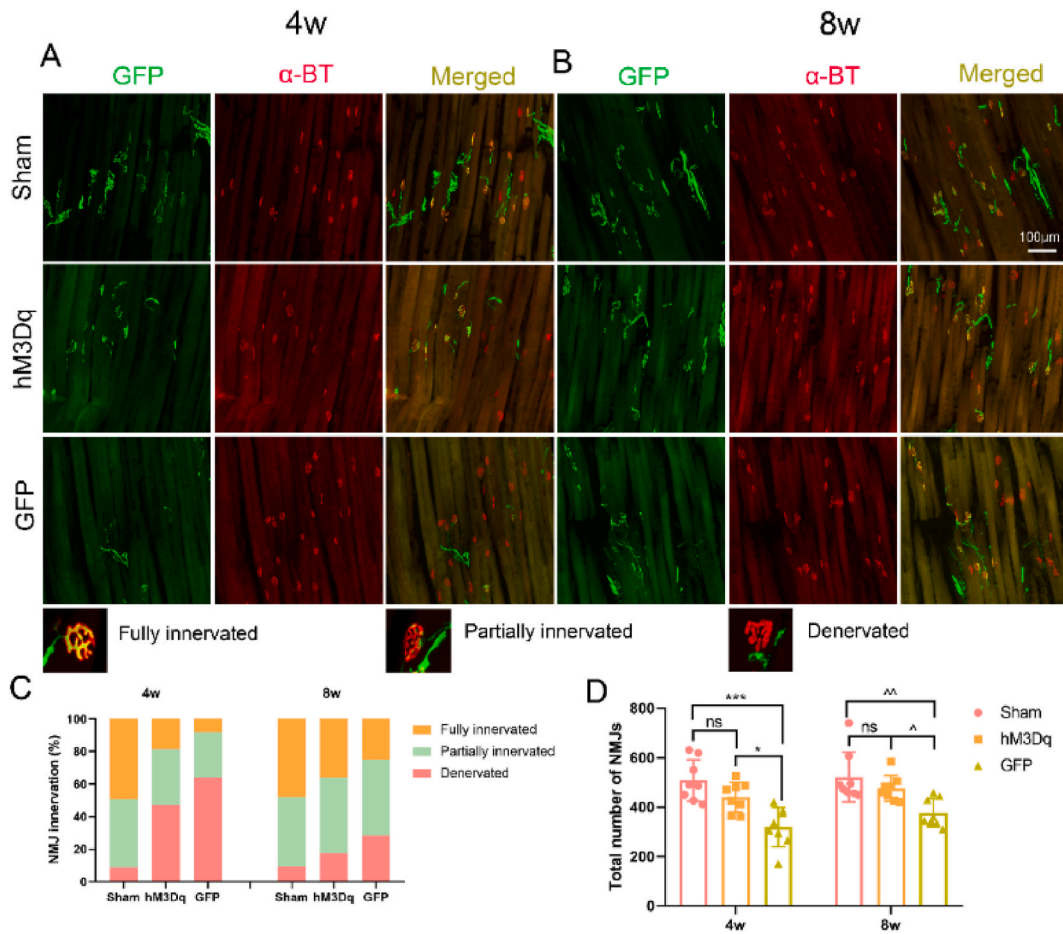 4w
8w
A
GFP
α-BT
Merged
B
GFP
α-BT
Merged
Sham
100μm
hM3Dq
GFP
Fully innervated
Partially innervated
Denervated
C
4w
8w
NMJ innervation (%)
100
80
60
40
20
0
Sham hM3Dq GFP
Sham hM3Dq GFP
Fully innervated
Partially innervated
Denervated
D
Total number of NMJs
800
600
400
200
0
***
ns
*
^^
ns
^
4w
8w
Sham
hM3Dq
GFP